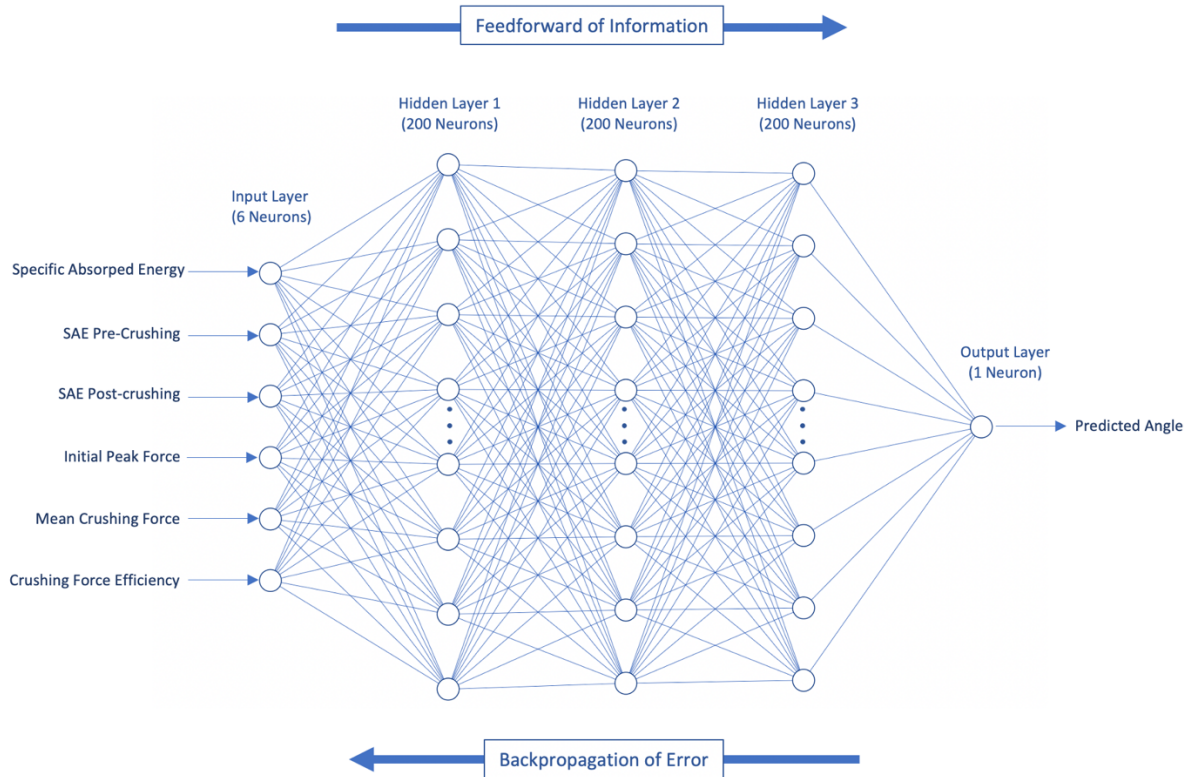 Feedforward of Information
Hidden Layer 1
(200 Neurons)
Hidden Layer 2
(200 Neurons)
Hidden Layer 3
(200 Neurons)
Input Layer
(6 Neurons)
Specific Absorped Energy
SAE Pre-Crushing
SAE Post-crushing
Initial Peak Force
Mean Crushing Force
Crushing Force Efficiency
Output Layer
(1 Neuron)
Predicted Angle
Backpropagation of Error